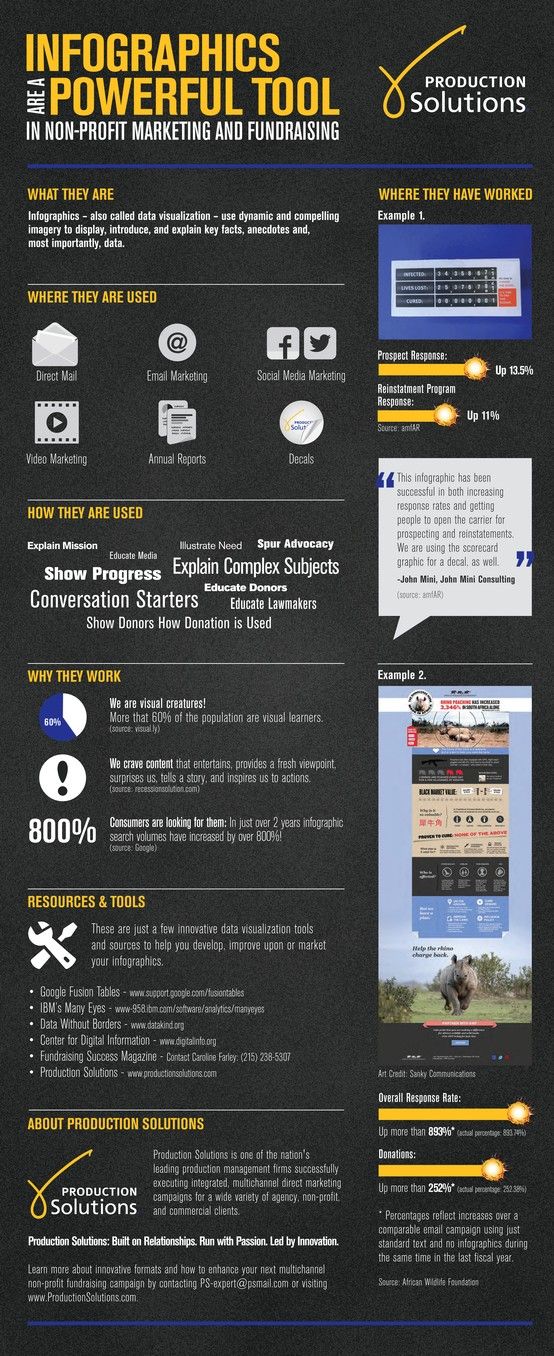 INFOGRAPHICS
ARE A
POWERFUL TOOL
IN NON-PROFIT MARKETING AND FUNDRAISING
PRODUCTION
Solutions
WHAT THEY ARE
Infographics – also called data visualization – use dynamic and compelling
imagery to display, introduce, and explain key facts, anecdotes and,
most importantly, data.
WHERE THEY ARE USED
Direct Mail
Email Marketing
Social Media Marketing
Video Marketing
Annual Reports
Decals
HOW THEY ARE USED
Explain Mission
Illustrate Need
Spur Advocacy
Educate Media
Show Progress
Explain Complex Subjects
Educate Donors
Conversation Starters
Educate Lawmakers
Show Donors How Donation is Used
WHY THEY WORK
60%
We are visual creatures!
More that 60% of the population are visual learners.
(source: visual.ly)
We crave content that entertains, provides a fresh viewpoint,
surprises us, tells a story, and inspires us to actions.
(source: recessionsolution.com)
800%
Consumers are looking for them: In just over 2 years infographic
search volumes have increased by over 800%!
(source: Google)
RESOURCES & TOOLS
These are just a few innovative data visualization tools
and sources to help you develop, improve upon or market
your infographics.
• Google Fusion Tables - www.support.google.com/fusiontables
• IBM's Many Eyes - www-958.ibm.com/software/analytics/manyeyes
• Data Without Borders - www.datakind.org
• Center for Digital Information - www.digitalinfo.org
• Fundraising Success Magazine - Contact Caroline Farley: (215) 238-5307
• Production Solutions - www.productionsolutions.com
ABOUT PRODUCTION SOLUTIONS
PRODUCTION
Solutions
Production Solutions is one of the nation's
leading production management firms successfully
executing integrated, multichannel direct marketing
campaigns for a wide variety of agency, non-profit,
and commercial clients.
Production Solutions: Built on Relationships. Run with Passion. Led by Innovation.
Learn more about innovative formats and how to enhance your next multichannel
non-profit fundraising campaign by contacting PS-expert@psmail.com or visiting
www.ProductionSolutions.com.
WHERE THEY HAVE WORKED
Example 1.
INFECTED:
LIVES LOST:
CURED:
Prospect Response:
Up 13.5%
Reinstatment Program
Response:
Up 11%
Source: amfAR
“This infographic has been
successful in both increasing
response rates and getting
people to open the carrier for
prospecting and reinstatements.
We are using the scorecard
graphic for a decal. as well.”
-John Mini, John Mini Consulting
(source: amfAR)
Example 2.
RHINO POACHING HAS INCREASED
IN SOUTH AFRICA ALONE
BLACK MARKET VALUE:
犀牛角
PROVEN TO CURE: NONE OF THE ABOVE
Help the rhino
charge back.
Art Credit: Sanky Communications
Overall Response Rate:
Up more than 893%* (actual percentage: 893.74%)
Donations:
Up more than 252%* (actual percentage: 252.38%)
* Percentages reflect increases over a
comparable email campaign using just
standard text and no infographics during
the same time in the last fiscal year.
Source: African Wildlife Foundation